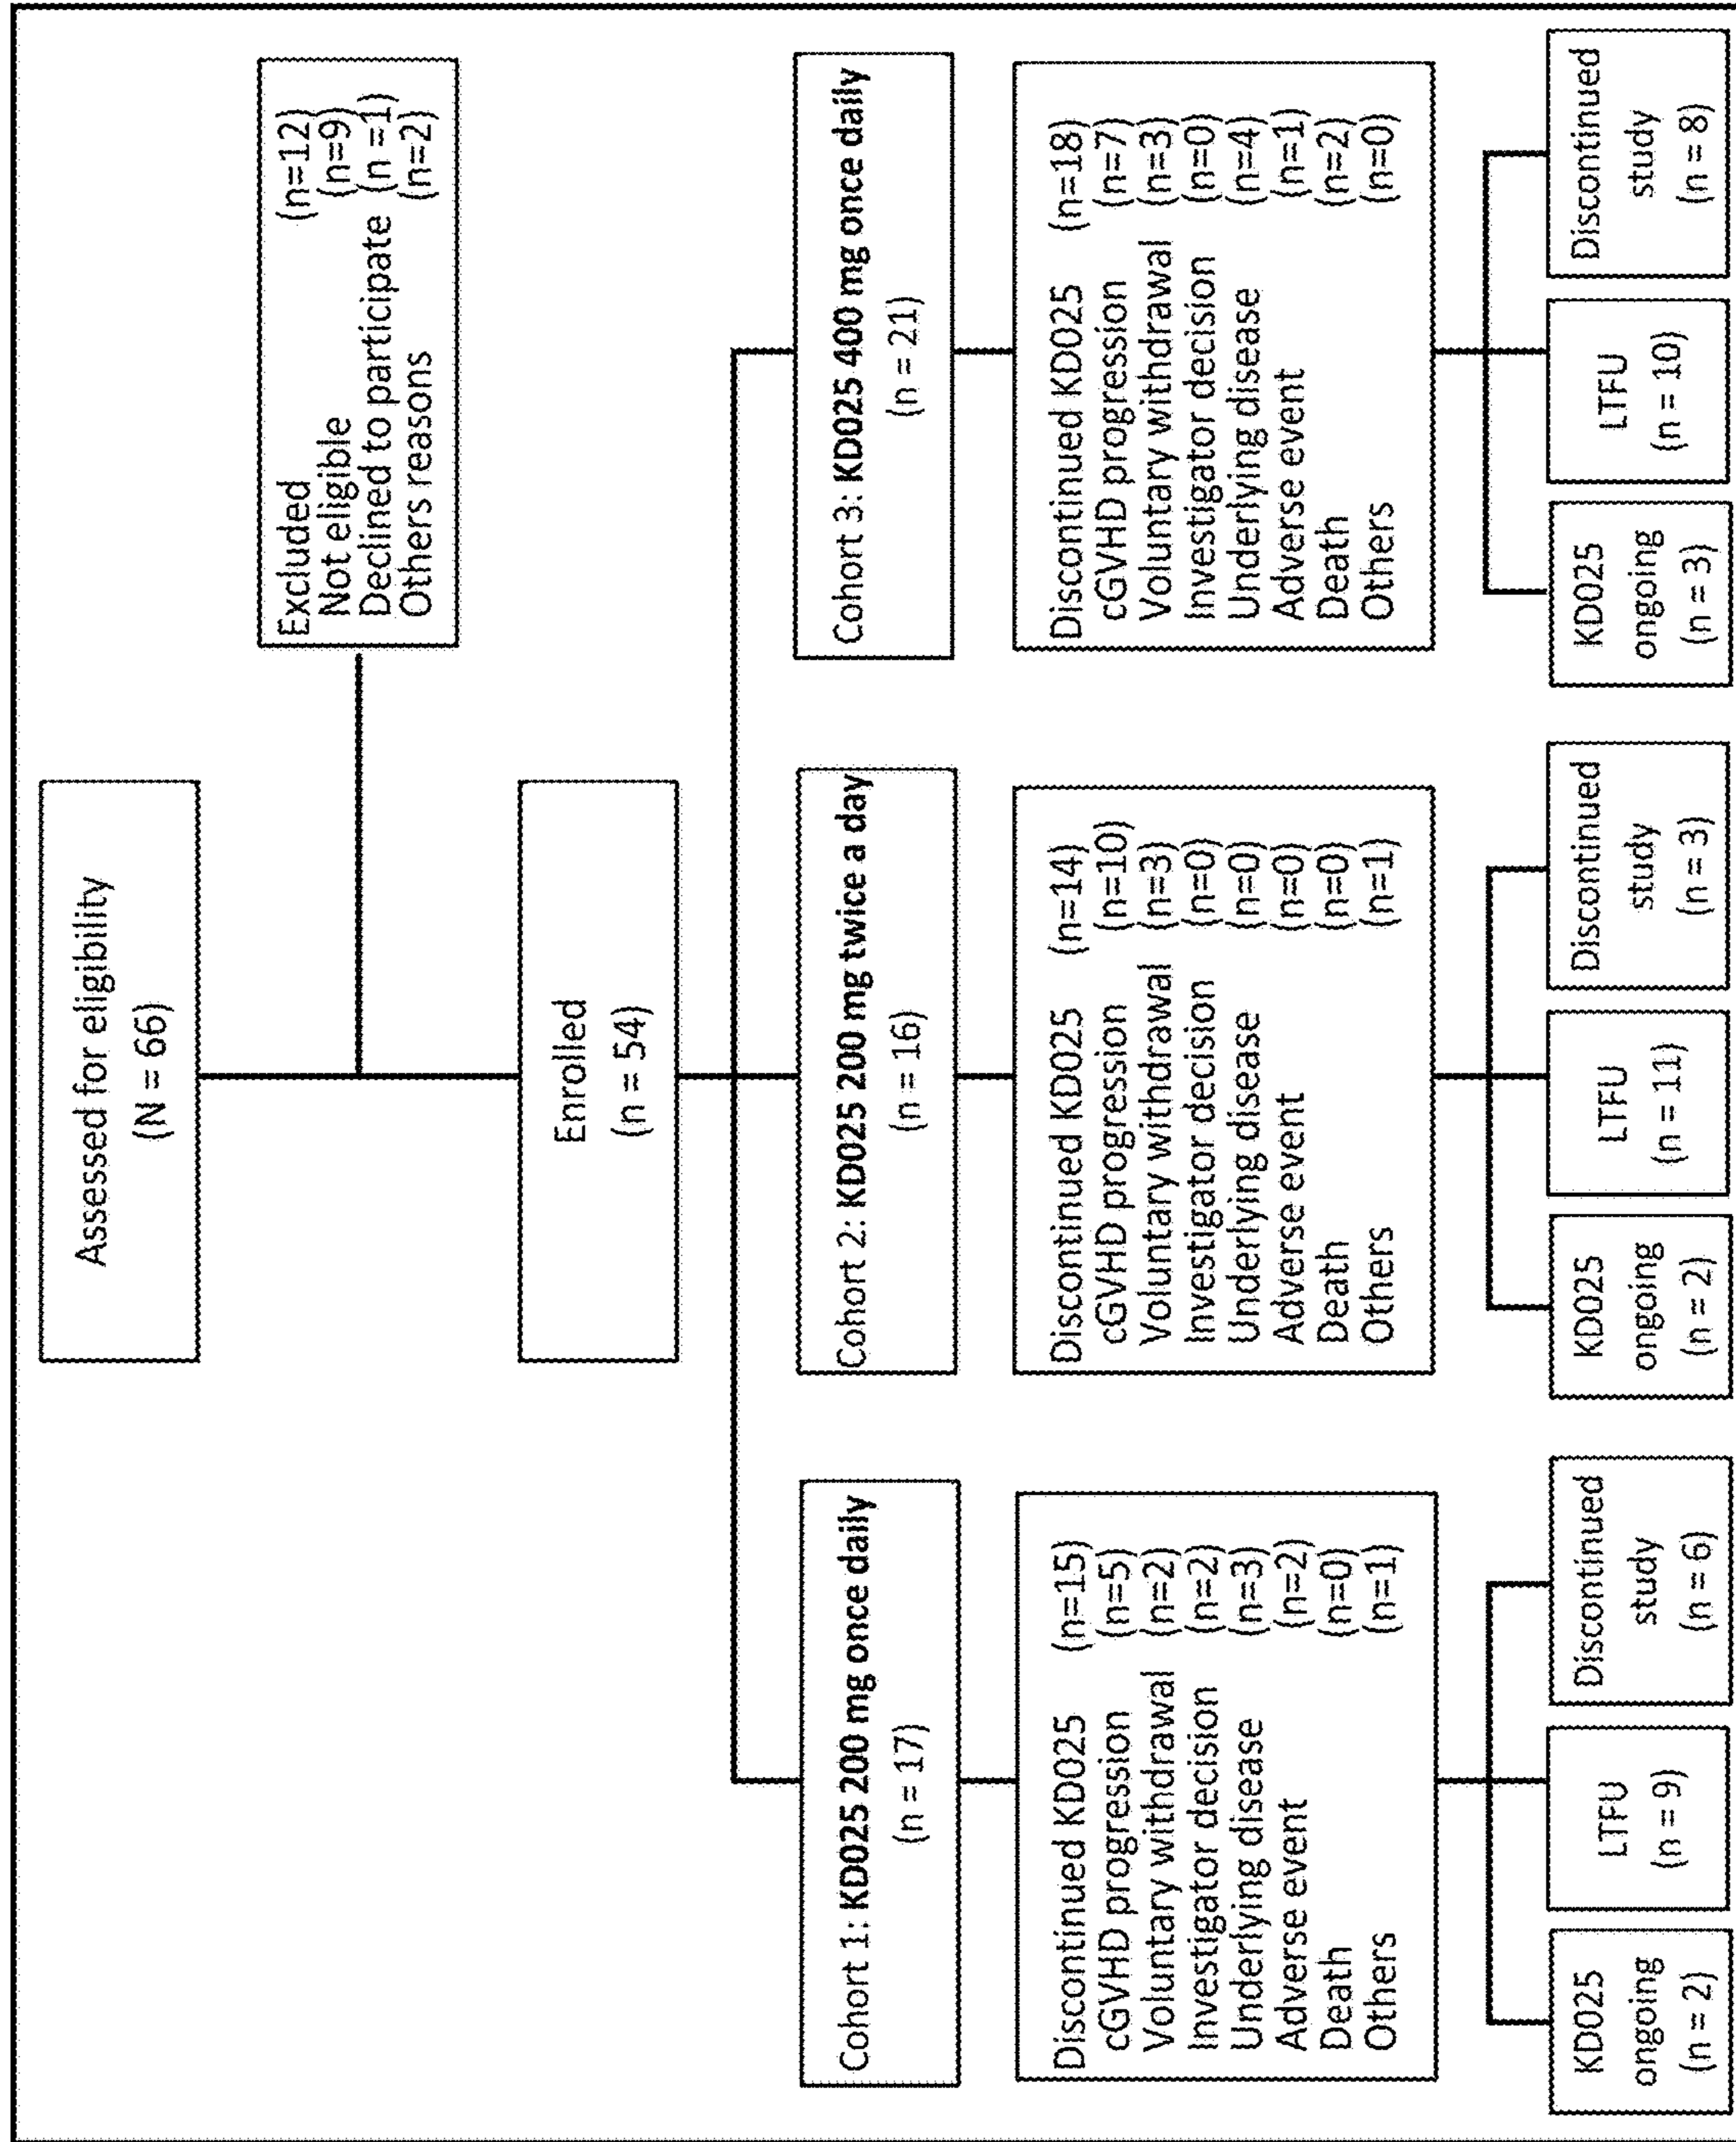 Assessed for eligibility
(N = 66)
Excluded (n=12)
Not eligible (n=9)
Declined to participate (n =1)
Others reasons (n=2)
Enrolled
(n = 54)
Cohort 1: KD025 200 mg once daily
(n = 17)
Cohort 2: KD025 200 mg twice a day
(n = 16)
Cohort 3: KD025 400 mg once daily
(n = 21)
Discontinued KD025 (n=15)
cGVHD progression (n=5)
Voluntary withdrawal (n=2)
Investigator decision (n=2)
Underlying disease (n=3)
Adverse event (n=2)
Death (n=0)
Others (n=1)
Discontinued KD025 (n=14)
cGVHD progression (n=10)
Voluntary withdrawal (n=3)
Investigator decision (n=0)
Underlying disease (n=0)
Adverse event (n=0)
Death (n=0)
Others (n=1)
Discontinued KD025 (n=18)
cGVHD progression (n=7)
Voluntary withdrawal (n=3)
Investigator decision (n=0)
Underlying disease (n=4)
Adverse event (n=1)
Death (n=2)
Others (n=0)
KD025
ongoing
(n = 2)
LTFU
(n = 9)
Discontinued
study
(n = 6)
KD025
ongoing
(n = 2)
LTFU
(n = 11)
Discontinued
study
(n = 3)
KD025
ongoing
(n = 3)
LTFU
(n = 10)
Discontinued
study
(n = 8)